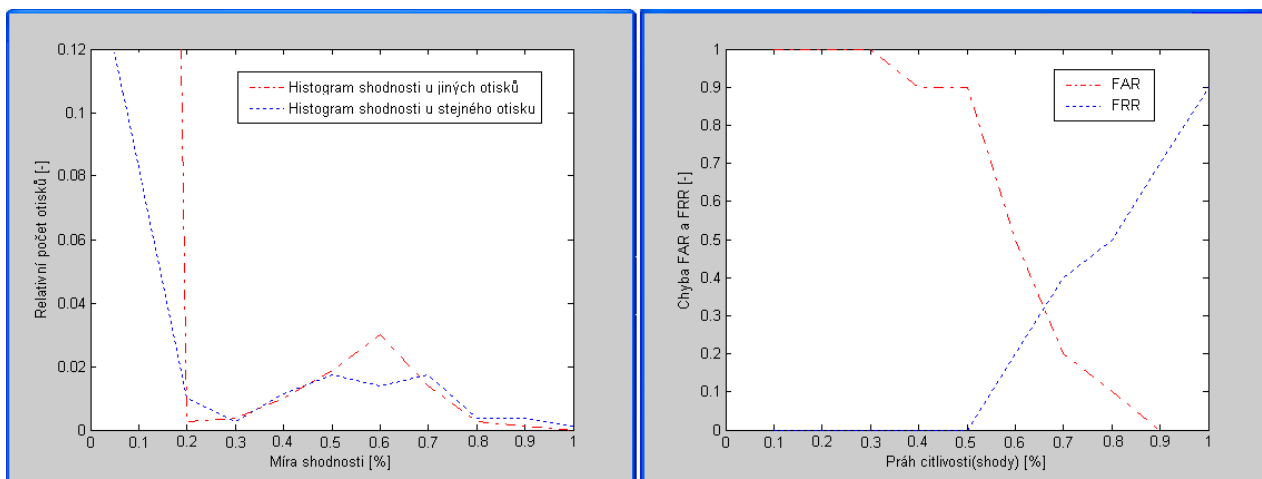 0.12
0.1
0.08
0.06
0.04
0.02
0
Relativní počet otisků [-]
Histogram shodnosti u jiných otisků
Histogram shodnosti u stejného otisku
0 0.1 0.2 0.3 0.4 0.5 0.6 0.7 0.8 0.9 1
Míra shodnosti [%]
1
0.9
0.8
0.7
0.6
0.5
0.4
0.3
0.2
0.1
0
Chyba FAR a FRR [-]
FAR
FRR
0 0.1 0.2 0.3 0.4 0.5 0.6 0.7 0.8 0.9 1
Práh citlivosti(shody) [%]